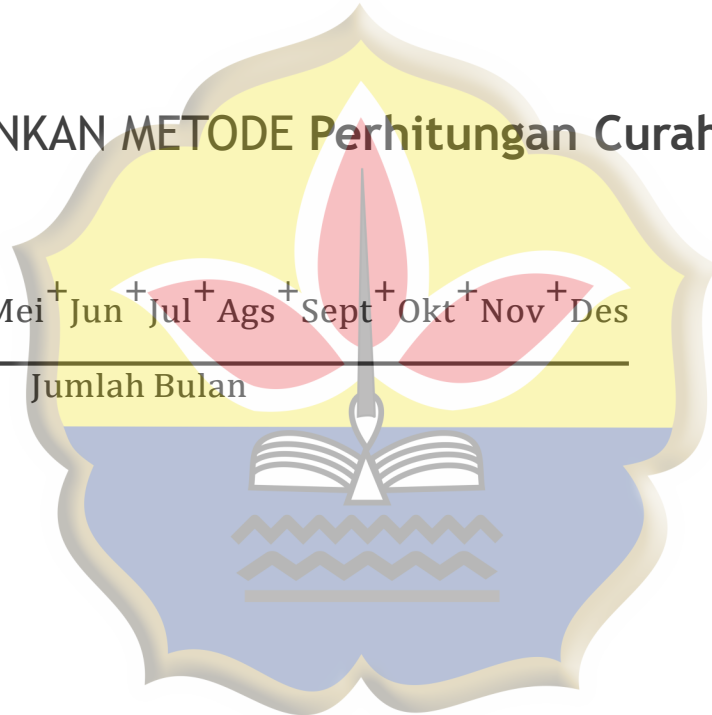 NKAN METODE Perhitungan Curah
Mei + Jun + Jul + Ags + Sept + Okt + Nov + Des
Jumlah Bulan